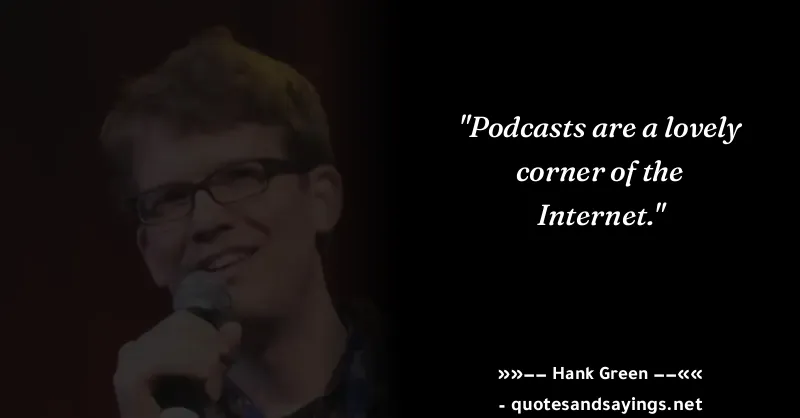 "Podcasts are a lovely
corner of the
Internet."
»»–– Hank Green ––««
- quotesandsayings.net